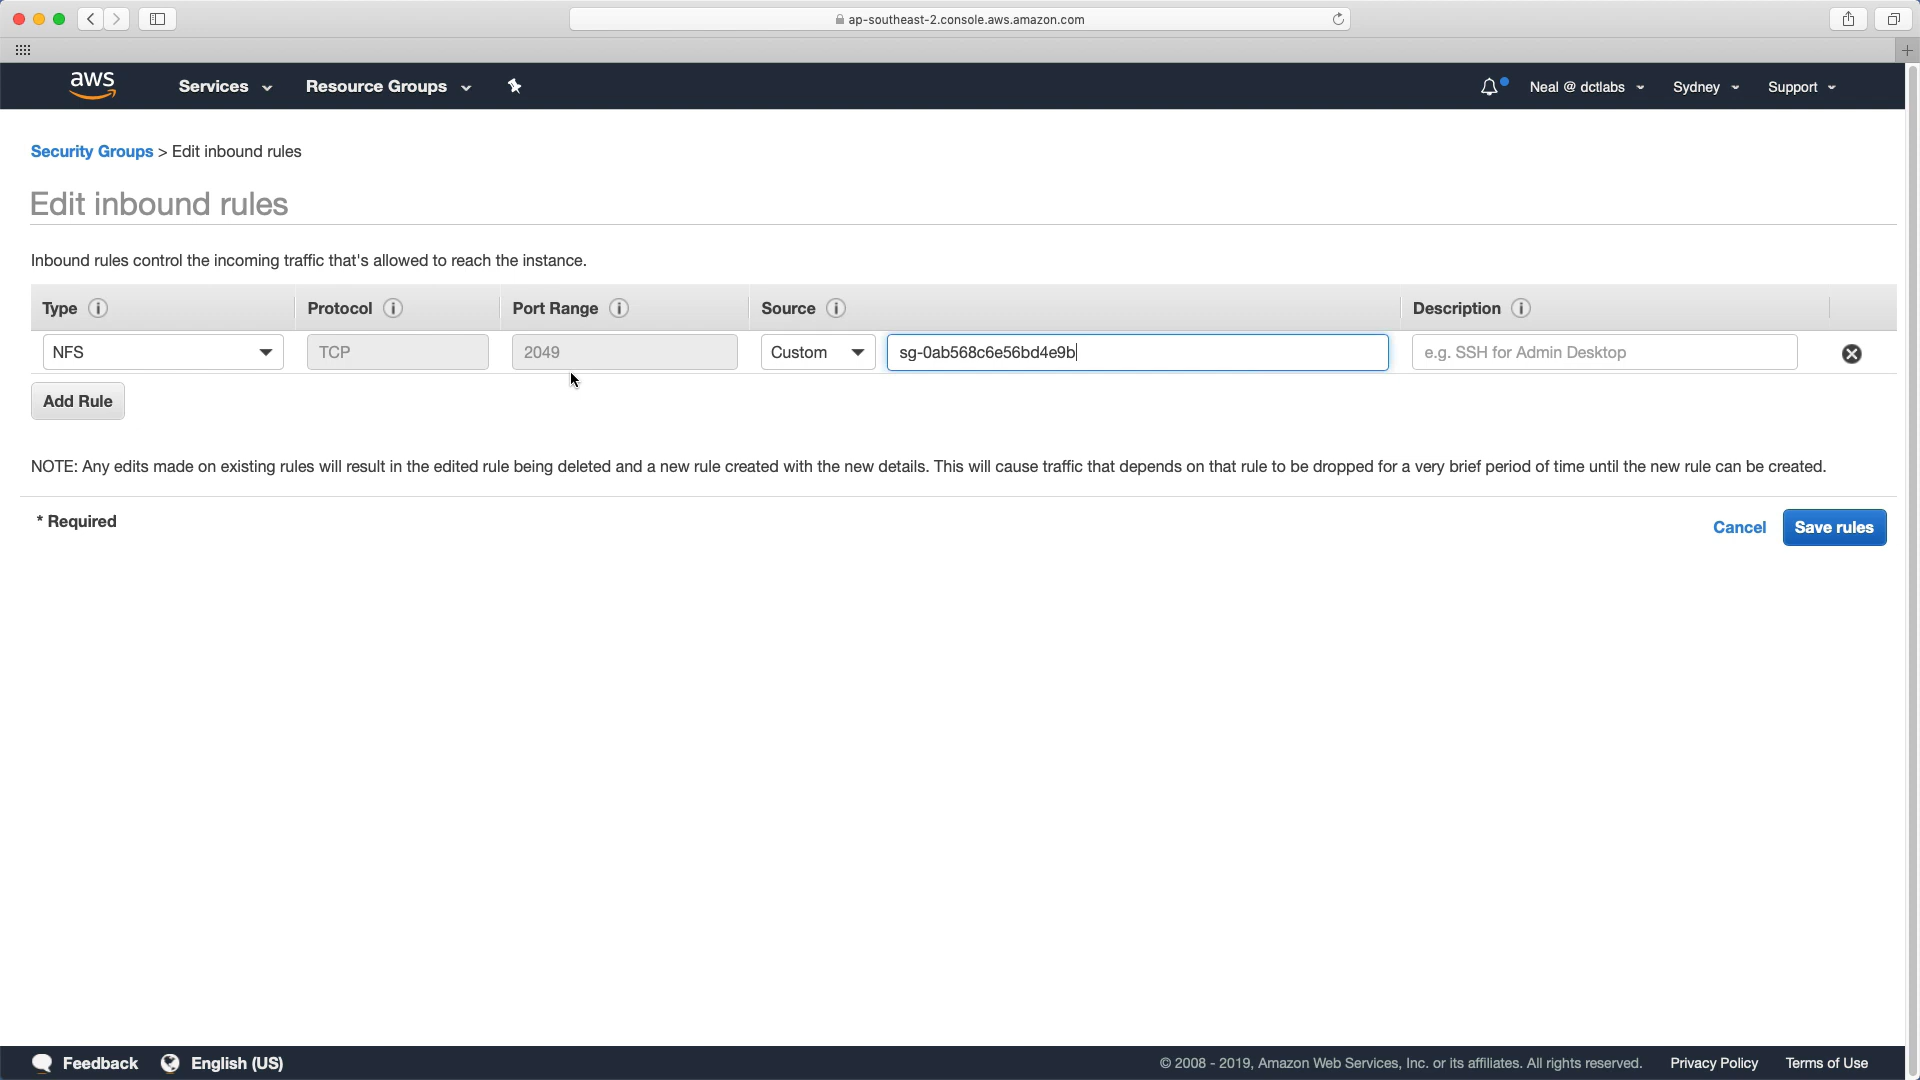 ap-southeast-2.console.aws.amazon.com
aws
Services
Resource Groups
Neal @ dctlabs
Sydney
Support
Security Groups > Edit inbound rules
Edit inbound rules
Inbound rules control the incoming traffic that's allowed to reach the instance.
Type i
Protocol i
Port Range i
Source i
Description i
NFS
TCP
2049
Custom
sg-0ab568c6e56bd4e9b
e.g. SSH for Admin Desktop
Add Rule
NOTE: Any edits made on existing rules will result in the edited rule being deleted and a new rule created with the new details. This will cause traffic that depends on that rule to be dropped for a very brief period of time until the new rule can be created.
* Required
Cancel
Save rules
Feedback
English (US)
© 2008 - 2019, Amazon Web Services, Inc. or its affiliates. All rights reserved.
Privacy Policy
Terms of Use